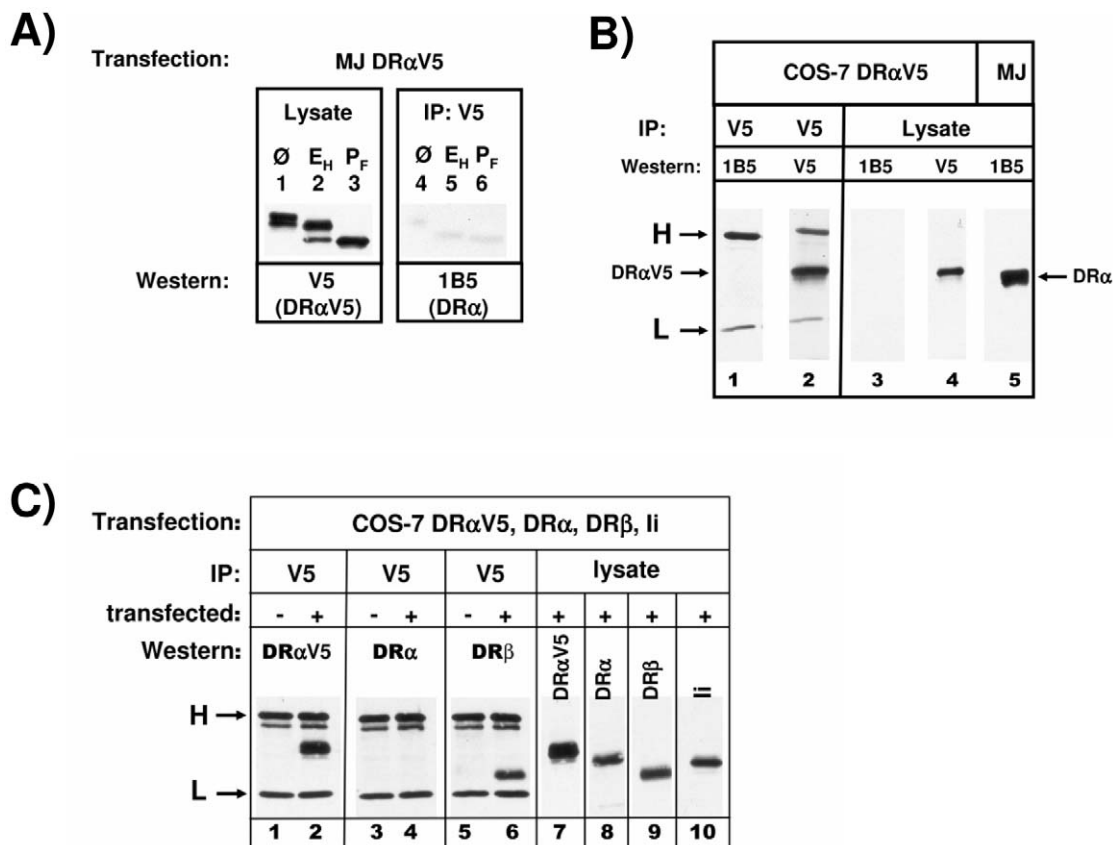 A)
Transfection: MJ DRαV5
Lysate IP: V5
Ø E_H P_F Ø E_H P_F
1 2 3 4 5 6
Western: V5 1B5
(DRαV5) (DRα)
B)
COS-7 DRαV5 MJ
IP: V5 V5 Lysate
Western: 1B5 V5 1B5 V5 1B5
H
DRαV5 DRα
L
1 2 3 4 5
C)
Transfection: COS-7 DRαV5, DRα, DRβ, Ii
IP: V5 V5 V5 lysate
transfected: - + - + - + + + + +
Western: DRαV5 DRα DRβ DRαV5 DRα DRβ Ii
H
L
1 2 3 4 5 6 7 8 9 10